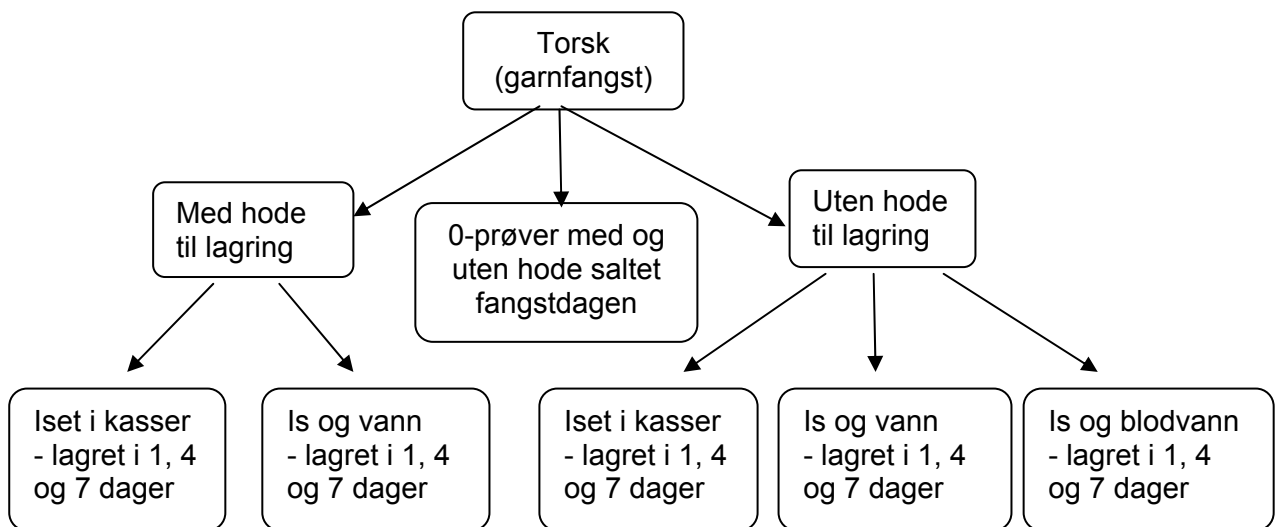 Torsk
(garnfangst)
Med hode
til lagring
0-prøver med og
uten hode saltet
fangstdagen
Uten hode
til lagring
Iset i kasser
- lagret i 1, 4
og 7 dager
Is og vann
- lagret i 1, 4
og 7 dager
Iset i kasser
- lagret i 1, 4
og 7 dager
Is og vann
- lagret i 1, 4
og 7 dager
Is og blodvann
- lagret i 1, 4
og 7 dager